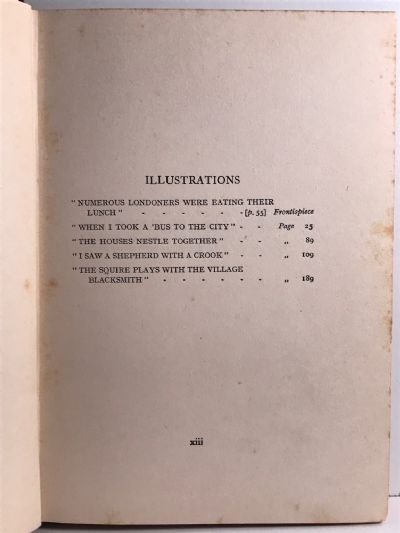 ILLUSTRATIONS
"NUMEROUS LONDONERS WERE EATING THEIR
LUNCH" - - - - - -[p. 55] Frontispiece
"WHEN I TOOK A 'BUS TO THE CITY" - - Page 25
"THE HOUSES NESTLE TOGETHER" - - „ 89
"I SAW A SHEPHERD WITH A CROOK" - - „ 109
"THE SQUIRE PLAYS WITH THE VILLAGE
BLACKSMITH" - - - - - - „ 189
xiii